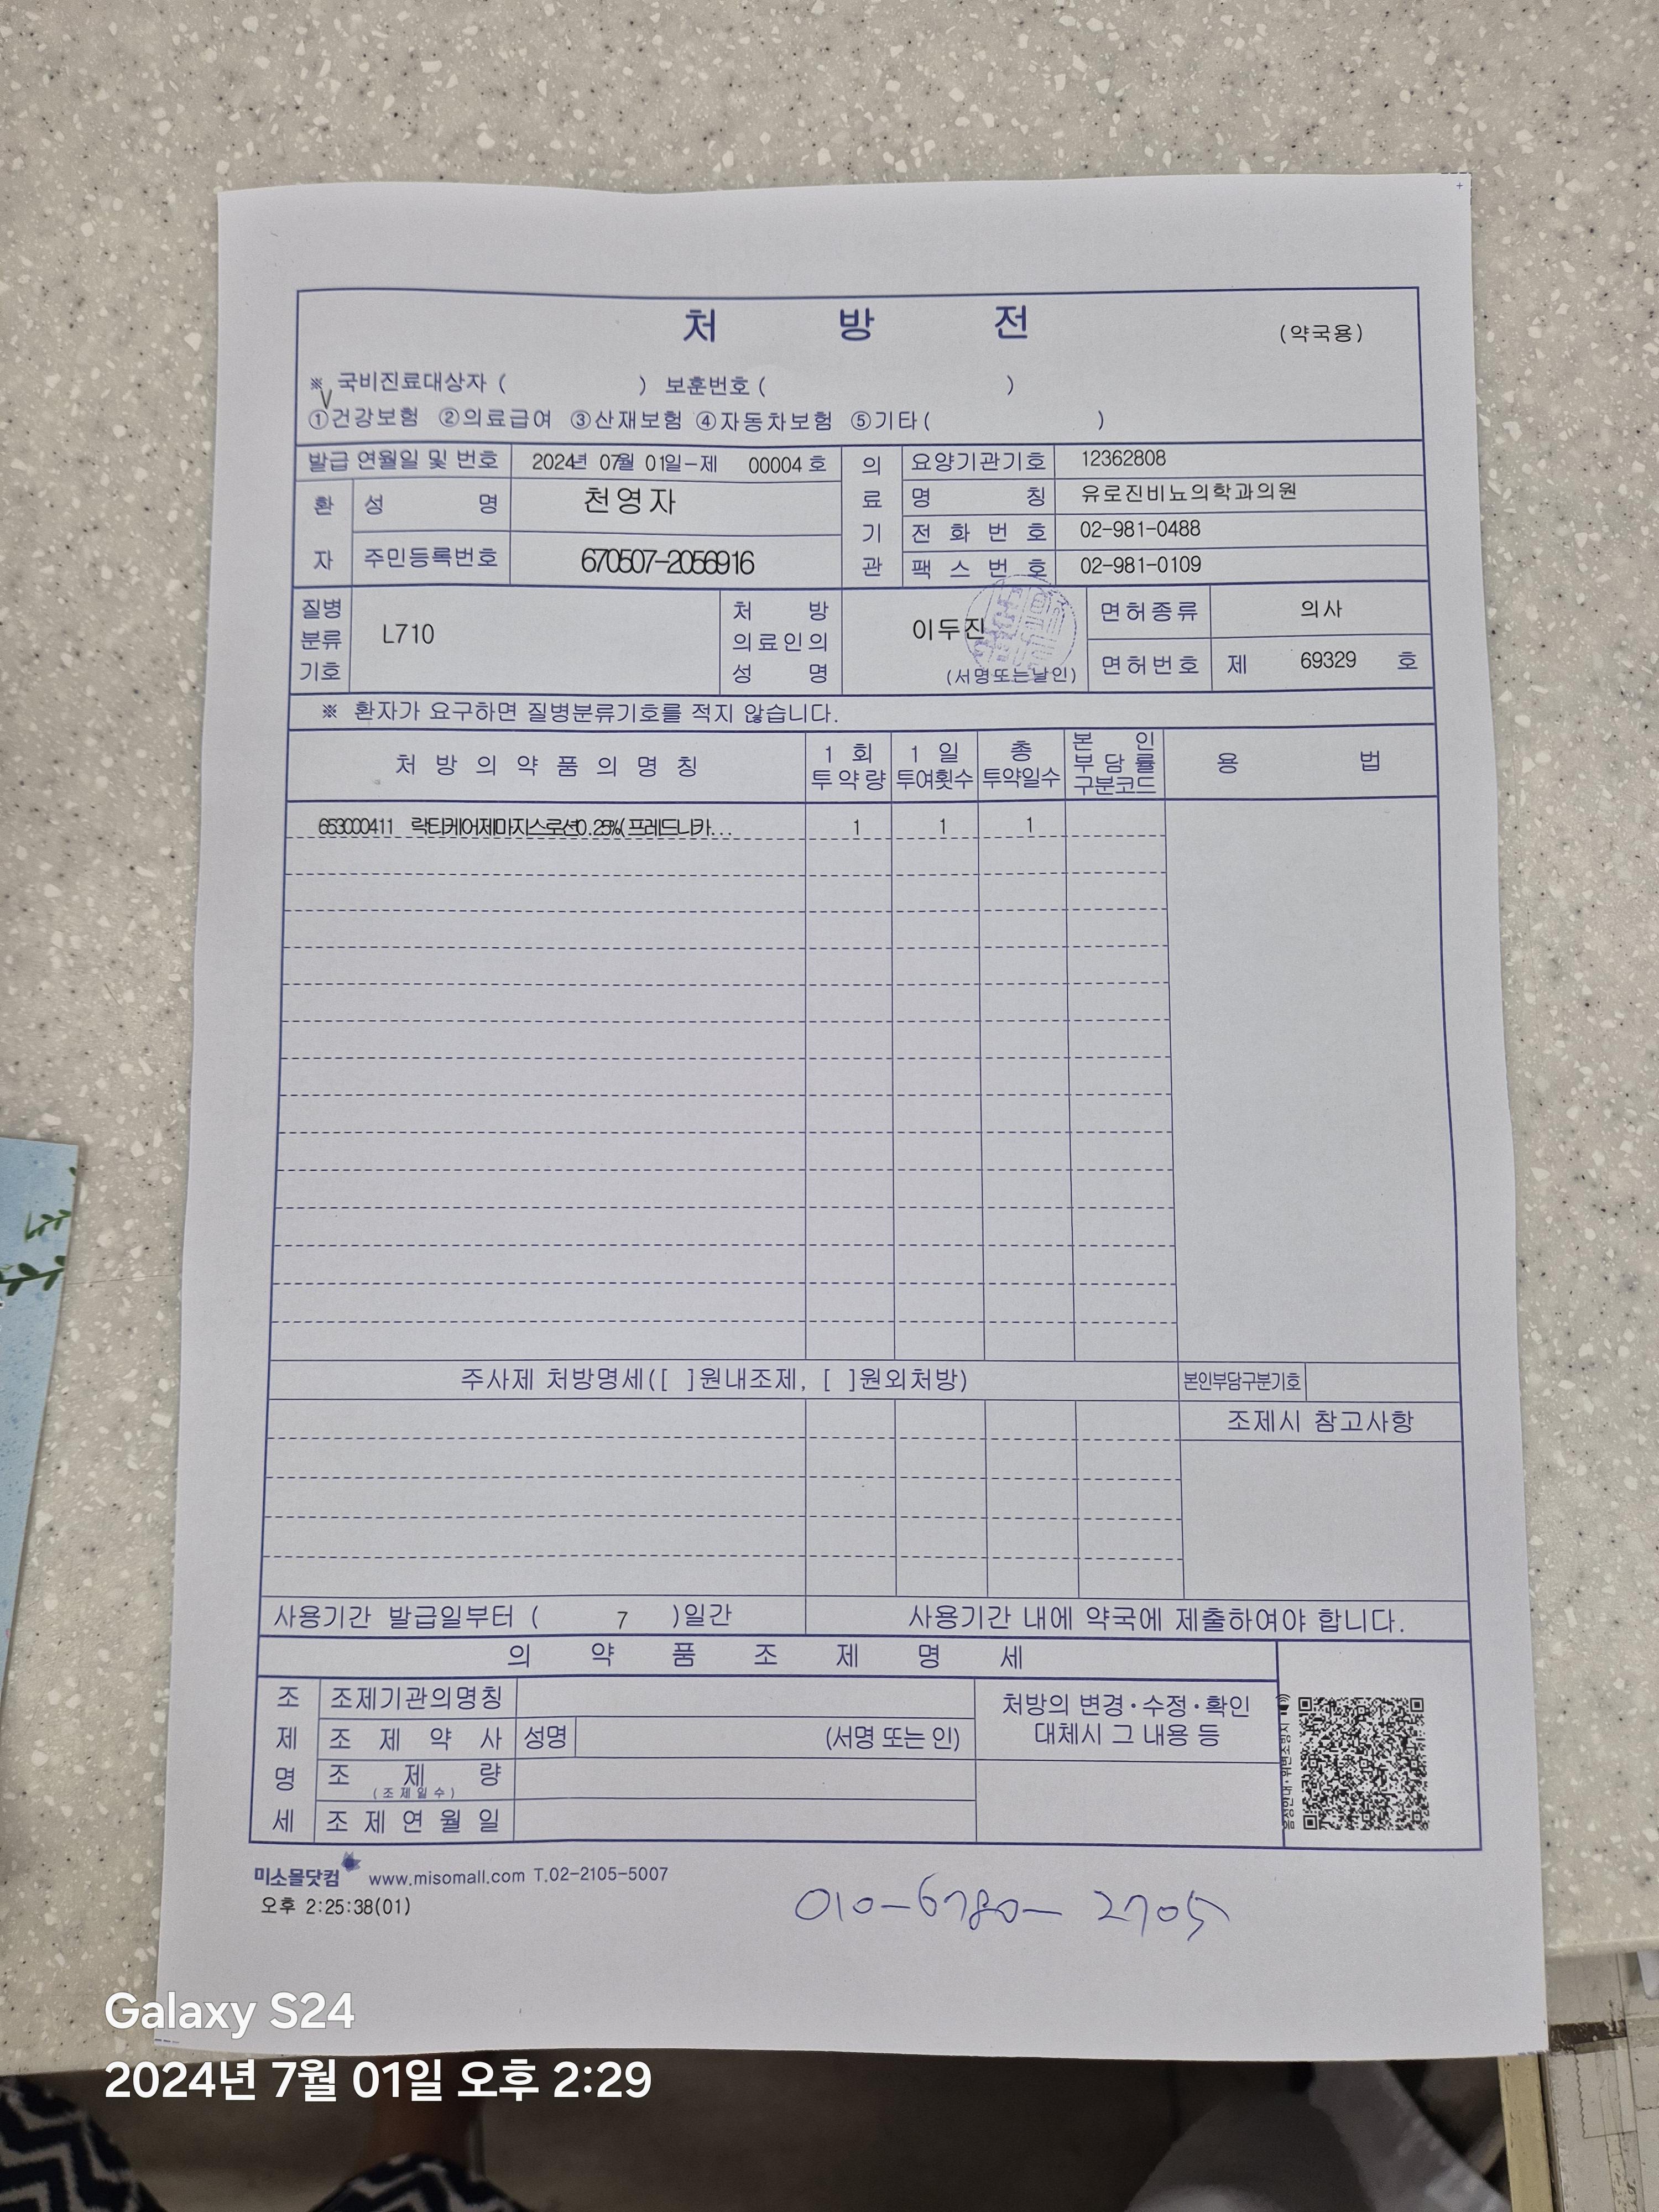 처 방 전 (약국용)
※ 국비진료대상자 ( ) 보훈번호 ( )
V
①건강보험 ②의료급여 ③산재보험 ④자동차보험 ⑤기타 ( )
발급 연월일 및 번호 2024년 07월 01일-제 00004 호
환자 성 명 천영자
주민등록번호 670507-2056916
의료기관 요양기관기호 12362808
명 칭 유로진비뇨의학과의원
전 화 번 호 02-981-0488
팩 스 번 호 02-981-0109
질병분류기호 L710
처 방 의료인의 성 명 이두진 (서명또는날인)
면허종류 의사
면허번호 제 69329 호
※ 환자가 요구하면 질병분류기호를 적지 않습니다.
처 방 의 약 품 의 명 칭 1 회 투 약 량 1 일 투여횟수 총 투약일수 본 인 부 담 률 구분코드 용 법
653000411 락티케어제마지스로션0.25%(프레드니카... 1 1 1
주사제 처방명세([ ]원내조제, [ ]원외처방) 본인부담구분기호
조제시 참고사항
사용기간 발급일부터 ( 7 )일간 사용기간 내에 약국에 제출하여야 합니다.
의 약 품 조 제 명 세
조제명세 조제기관의명칭 처방의 변경·수정·확인
대체시 그 내용 등
조 제 약 사 성명 (서명 또는 인)
조 제 량
(조제일수)
조 제 연 월 일
음성안내·위변조방지
미소몰닷컴 www.misomall.com T.02-2105-5007
오후 2:25:38(01)
010-6780-2705
Galaxy S24
2024년 7월 01일 오후 2:29